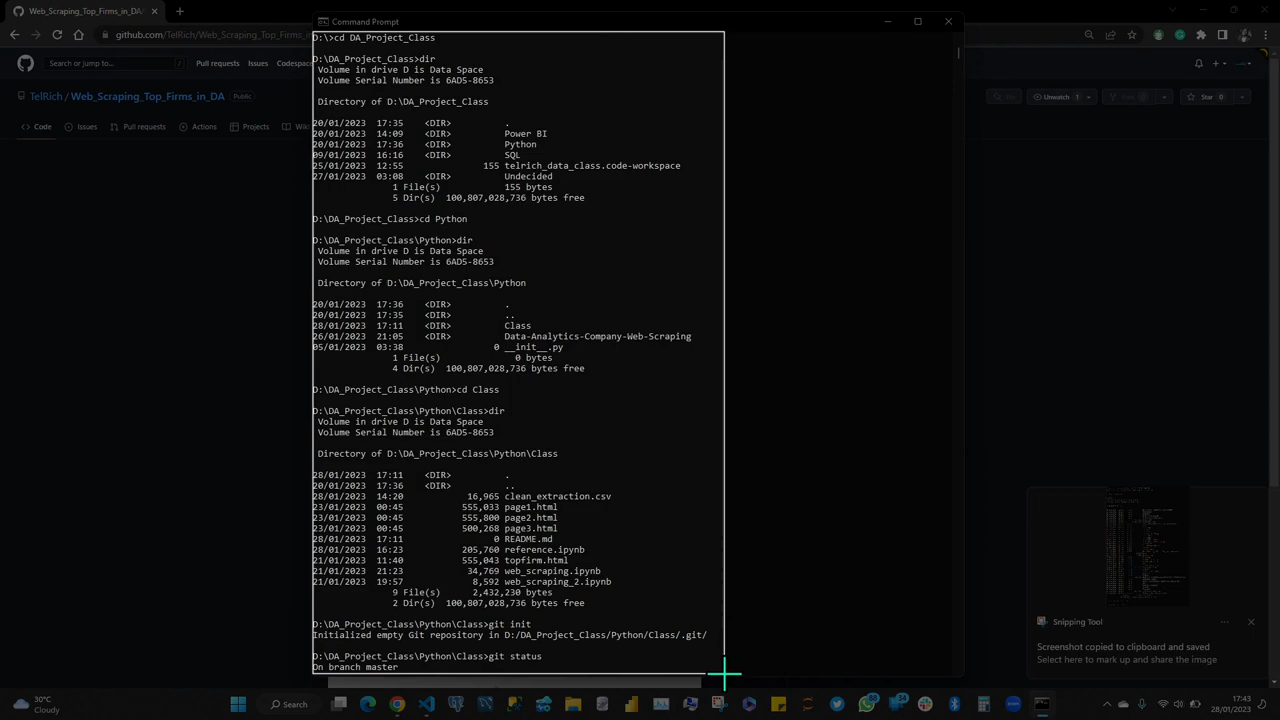 Web_Scraping_Top_Firms_in_DA
Command Prompt
github.com/TelRich/Web_Scraping_Top_Fi
Search or jump to...
Pull requests
Issues
TelRich / Web_Scraping_Top_Firms_in_DA
Public
Unwatch
1
Star
0
Code
Issues
Pull requests
Actions
Projects
Wiki
D:\>cd DA_Project_Class
D:\DA_Project_Class>dir
Volume in drive D is Data Space
Volume Serial Number is 6AD5-8653
Directory of D:\DA_Project_Class
20/01/2023 17:35 <DIR> .
20/01/2023 14:09 <DIR> Power BI
20/01/2023 17:36 <DIR> Python
09/01/2023 16:16 <DIR> SQL
25/01/2023 12:55 155 telrich_data_class.code-workspace
27/01/2023 03:08 <DIR> Undecided
1 File(s) 155 bytes
5 Dir(s) 100,807,028,736 bytes free
D:\DA_Project_Class>cd Python
D:\DA_Project_Class\Python>dir
Volume in drive D is Data Space
Volume Serial Number is 6AD5-8653
Directory of D:\DA_Project_Class\Python
20/01/2023 17:36 <DIR> .
20/01/2023 17:35 <DIR> ..
28/01/2023 17:11 <DIR> Class
26/01/2023 21:05 <DIR> Data-Analytics-Company-Web-Scraping
05/01/2023 03:38 0 __init__.py
1 File(s) 0 bytes
4 Dir(s) 100,807,028,736 bytes free
D:\DA_Project_Class\Python>cd Class
D:\DA_Project_Class\Python\Class>dir
Volume in drive D is Data Space
Volume Serial Number is 6AD5-8653
Directory of D:\DA_Project_Class\Python\Class
28/01/2023 17:11 <DIR> .
20/01/2023 17:36 <DIR> ..
28/01/2023 14:20 16,965 clean_extraction.csv
23/01/2023 00:45 555,033 page1.html
23/01/2023 00:45 555,800 page2.html
23/01/2023 00:45 500,268 page3.html
28/01/2023 17:11 0 README.md
28/01/2023 16:23 205,760 reference.ipynb
21/01/2023 11:40 555,043 topfirm.html
21/01/2023 21:23 34,769 web_scraping.ipynb
21/01/2023 19:57 8,592 web_scraping_2.ipynb
9 File(s) 2,432,230 bytes
2 Dir(s) 100,807,028,736 bytes free
D:\DA_Project_Class\Python\Class>git init
Initialized empty Git repository in D:/DA_Project_Class/Python/Class/.git/
D:\DA_Project_Class\Python\Class>git status
On branch master
Snipping Tool
Screenshot copied to clipboard and saved
Select here to mark up and share the image
30°C
Cloudy
Search
88
34
17:43
28/01/2023